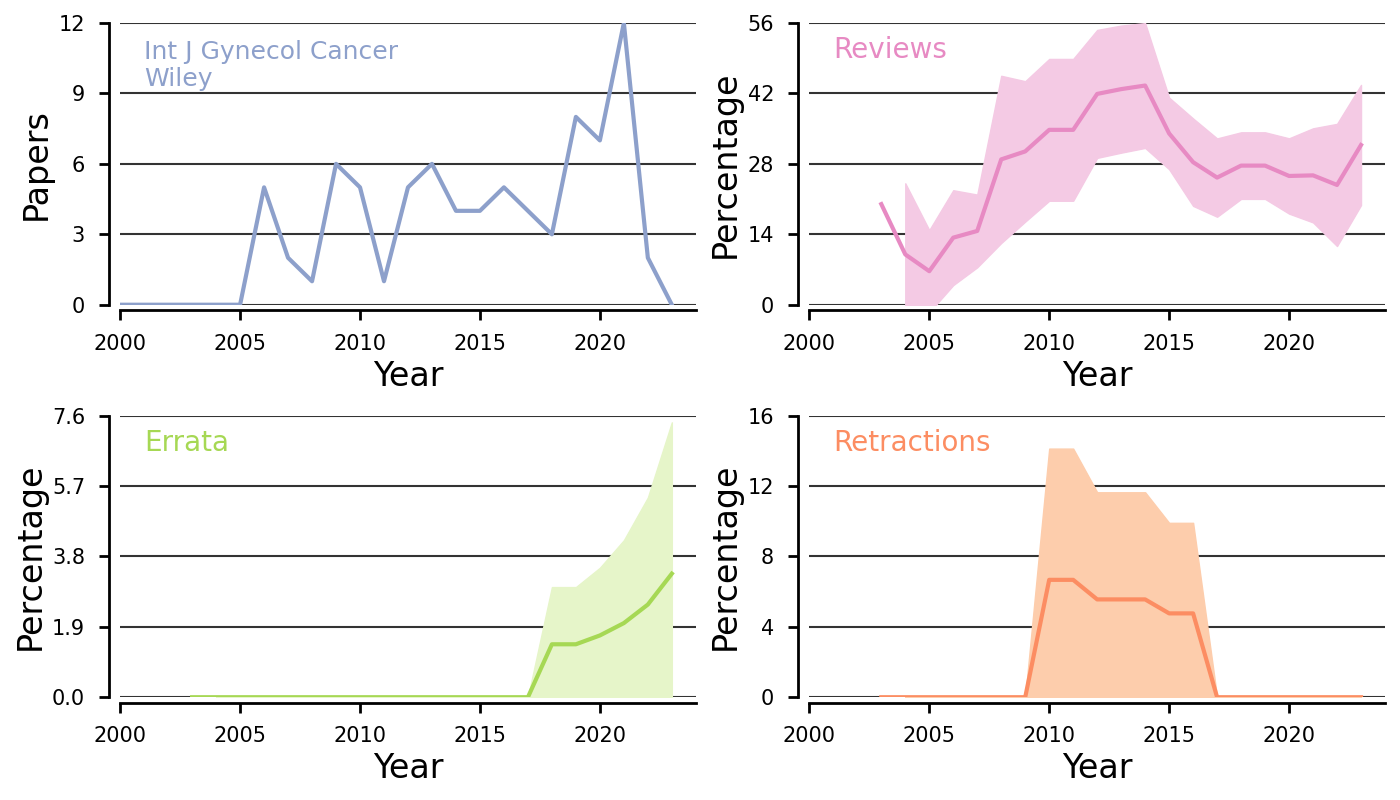 Int J Gynecol Cancer
Wiley
Papers
12
9
6
3
0
2000 2005 2010 2015 2020
Year
Reviews
Percentage
56
42
28
14
0
2000 2005 2010 2015 2020
Year
Errata
Percentage
7.6
5.7
3.8
1.9
0.0
2000 2005 2010 2015 2020
Year
Retractions
Percentage
16
12
8
4
0
2000 2005 2010 2015 2020
Year